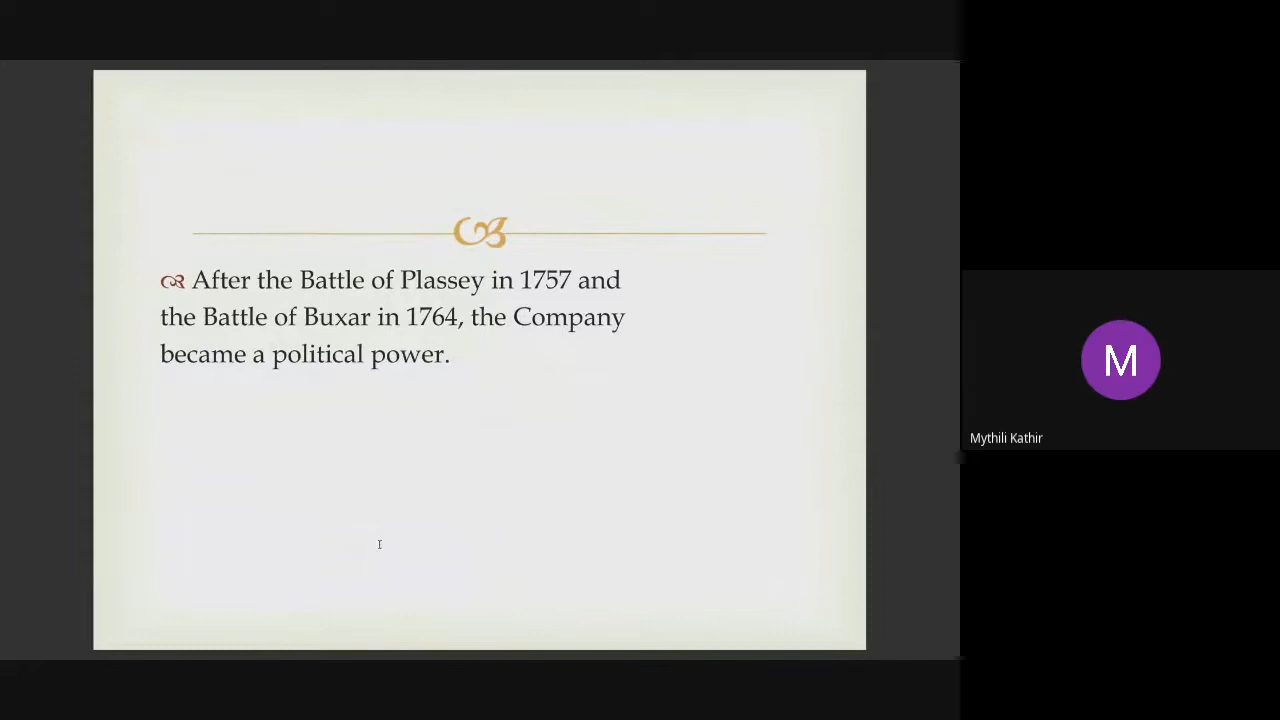 After the Battle of Plassey in 1757 and
the Battle of Buxar in 1764, the Company
became a political power.
M
Mythili Kathir